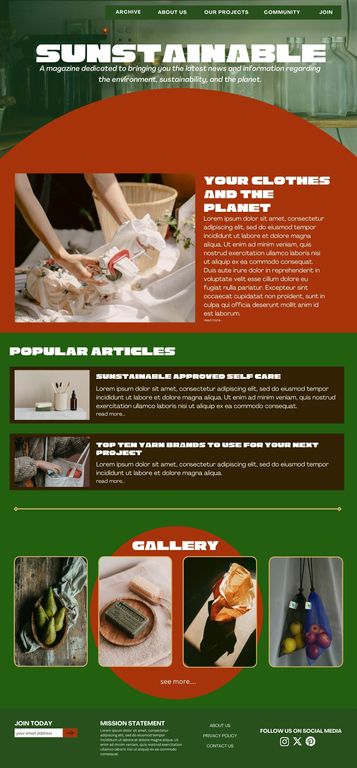 ARCHIVE ABOUT US OUR PROJECTS COMMUNITY JOIN
SUNSTAINABLE
A magazine dedicated to bringing you the latest news and information regarding
the environment, sustainability, and the planet.
YOUR CLOTHES
AND THE
PLANET
Lorem ipsum dolor sit amet, consectetur
adipiscing elit, sed do eiusmod tempor
incididunt ut labore et dolore magna
aliqua. Ut enim ad minim veniam, quis
nostrud exercitation ullamco laboris nisi
ut aliquip ex ea commodo consequat.
Duis aute irure dolor in reprehenderit in
voluptate velit esse cillum dolore eu
fugiat nulla pariatur. Excepteur sint
occaecat cupidatat non proident, sunt in
culpa qui officia deserunt mollit anim id
est laborum.
read more...
POPULAR ARTICLES
SUNSTAINABLE APPROVED SELF CARE
Lorem ipsum dolor sit amet, consectetur adipiscing elit, sed do eiusmod tempor
incididunt ut labore et dolore magna aliqua. Ut enim ad minim veniam, quis nostrud
exercitation ullamco laboris nisi ut aliquip ex ea commodo consequat.
read more...
TOP TEN YARN BRANDS TO USE FOR YOUR NEXT
PROJECT
Lorem ipsum dolor sit amet, consectetur adipiscing elit, sed do eiusmod tempor
incididunt ut labore et dolore magna aliqua.
read more...
GALLERY
see more....
JOIN TODAY
your email address
MISSION STATEMENT
Lorem ipsum dolor sit amet, consectetur
adipiscing elit, sed do eiusmod tempor
incididunt ut labore et dolore magna
aliqua. Ut enim ad minim veniam, quis
nostrud exercitation ullamco laboris nisi
ut aliquip ex ea commodo consequat.
ABOUT US
PRIVACY POLICY
CONTACT US
FOLLOW US ON SOCIAL MEDIA